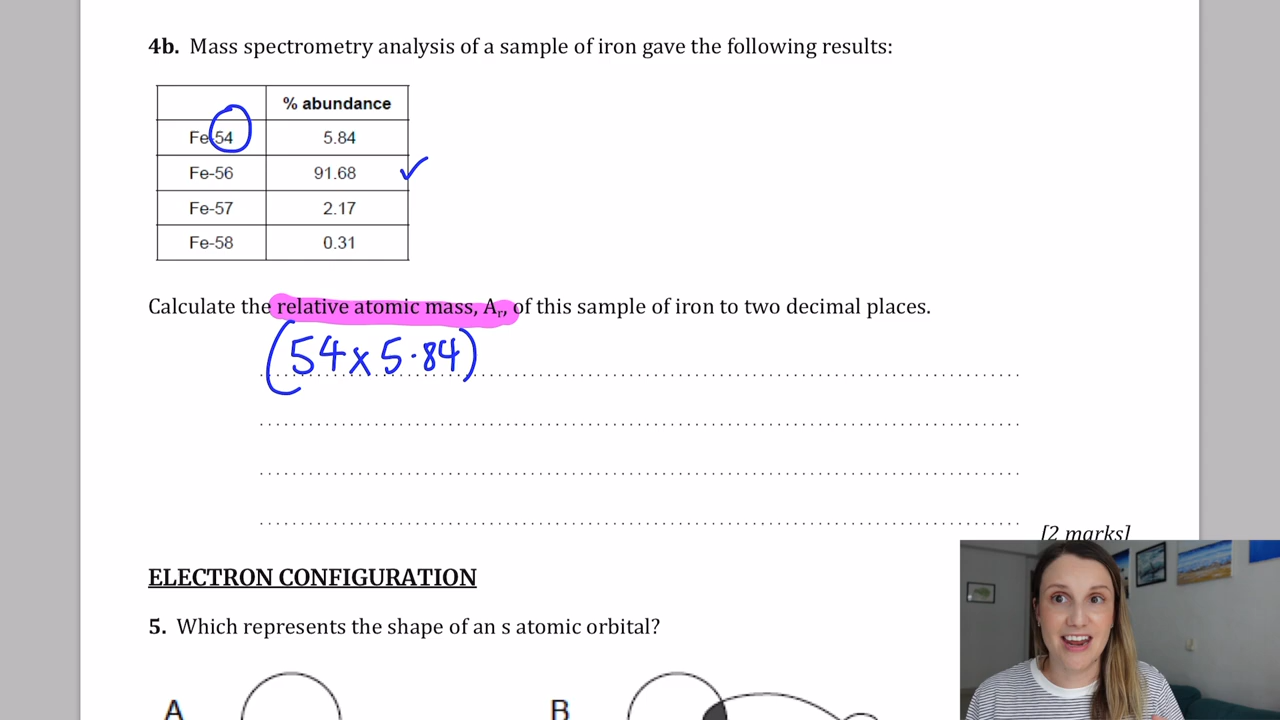 4b. Mass spectrometry analysis of a sample of iron gave the following results:
% abundance
Fe-54 5.84
Fe-56 91.68
Fe-57 2.17
Fe-58 0.31
Calculate the relative atomic mass, Ar, of this sample of iron to two decimal places.
(54 x 5.84)
[2 marks]
ELECTRON CONFIGURATION
5. Which represents the shape of an s atomic orbital?
A B